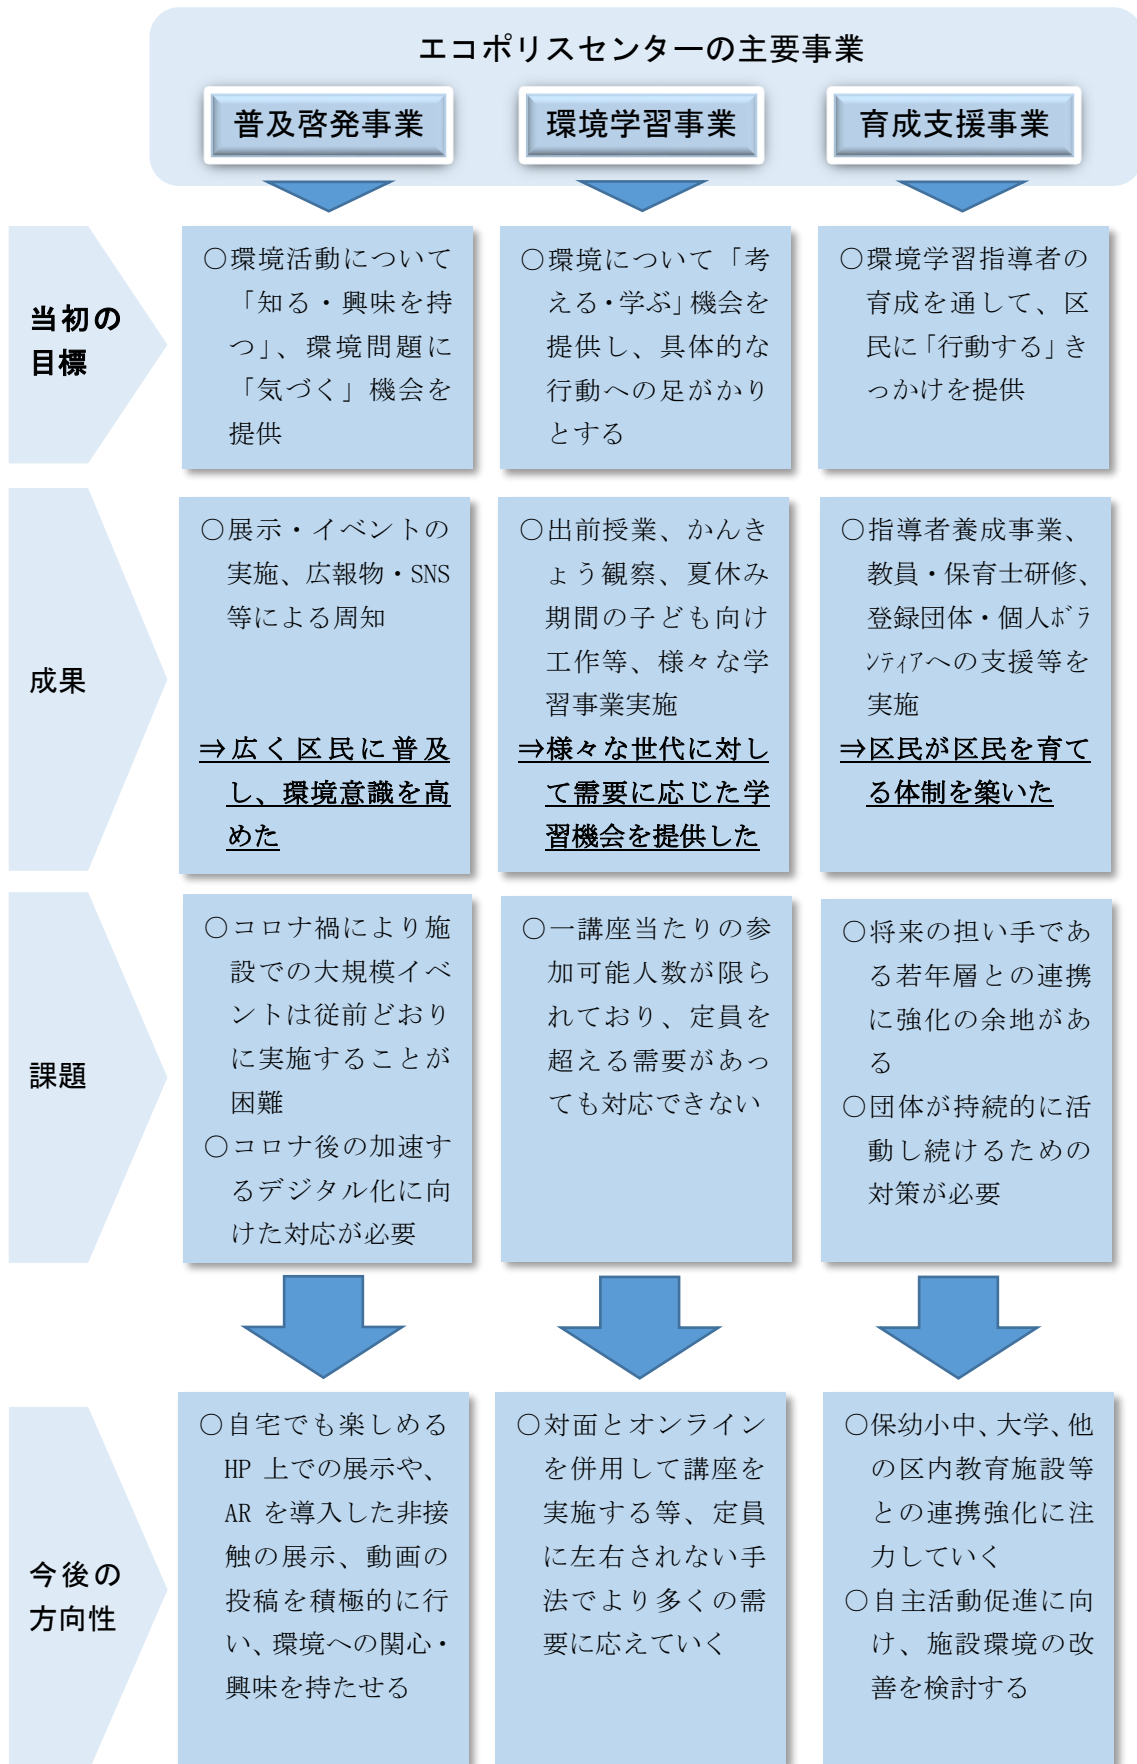 エコポリスセンターの主要事業
普及啓発事業
環境学習事業
育成支援事業
当初の
目標
○環境活動について
「知る・興味を持
つ」、環境問題に
「気づく」機会を
提供
○環境について「考
える・学ぶ」機会を
提供し、具体的な
行動への足がかり
とする
○環境学習指導者の
育成を通して、区
民に「行動する」き
っかけを提供
成果
○展示・イベントの
実施、広報物・SNS
等による周知
⇒広く区民に普及
し、環境意識を高
めた
○出前授業、かんき
ょう観察、夏休み
期間の子ども向け
工作等、様々な学
習事業実施
⇒様々な世代に対し
て需要に応じた学
習機会を提供した
○指導者養成事業、
教員・保育士研修、
登録団体・個人ﾎﾞﾗ
ﾝﾃｨｱへの支援等を
実施
⇒区民が区民を育て
る体制を築いた
課題
○コロナ禍により施
設での大規模イベ
ントは従前どおり
に実施することが
困難
○コロナ後の加速す
るデジタル化に向
けた対応が必要
○一講座当たりの参
加可能人数が限ら
れており、定員を
超える需要があっ
ても対応できない
○将来の担い手であ
る若年層との連携
に強化の余地があ
る
○団体が持続的に活
動し続けるための
対策が必要
今後の
方向性
○自宅でも楽しめる
HP 上での展示や、
AR を導入した非接
触の展示、動画の
投稿を積極的に行
い、環境への関心・
興味を持たせる
○対面とオンライン
を併用して講座を
実施する等、定員
に左右されない手
法でより多くの需
要に応えていく
○保幼小中、大学、他
の区内教育施設等
との連携強化に注
力していく
○自主活動促進に向
け、施設環境の改
善を検討する